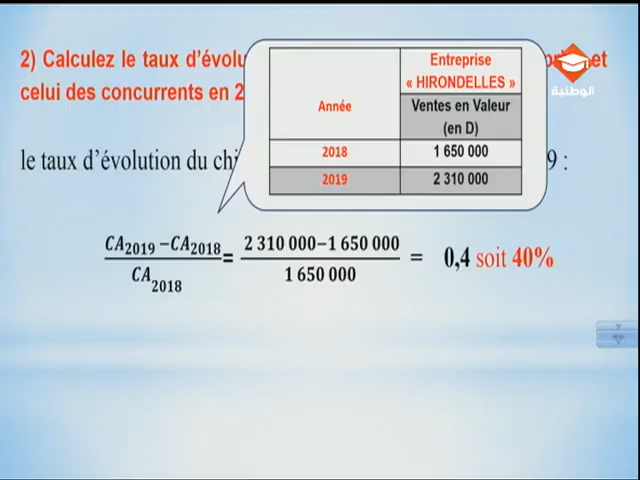 2) Calculez le taux d'évolu
et
celui des concurrents en 2
Entreprise
« HIRONDELLES »
Année
Ventes en Valeur
(en D)
2018
1 650 000
2019
2 310 000
الوطنية
le taux d'évolution du chi
9 :
CA2019 −CA2018
CA2018
=
2 310 000−1 650 000
1 650 000
= 0,4 soit 40%